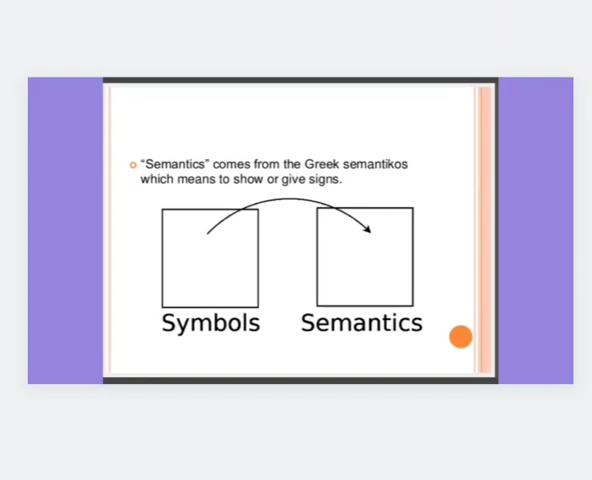 “Semantics” comes from the Greek semantikos
which means to show or give signs.
Symbols
Semantics